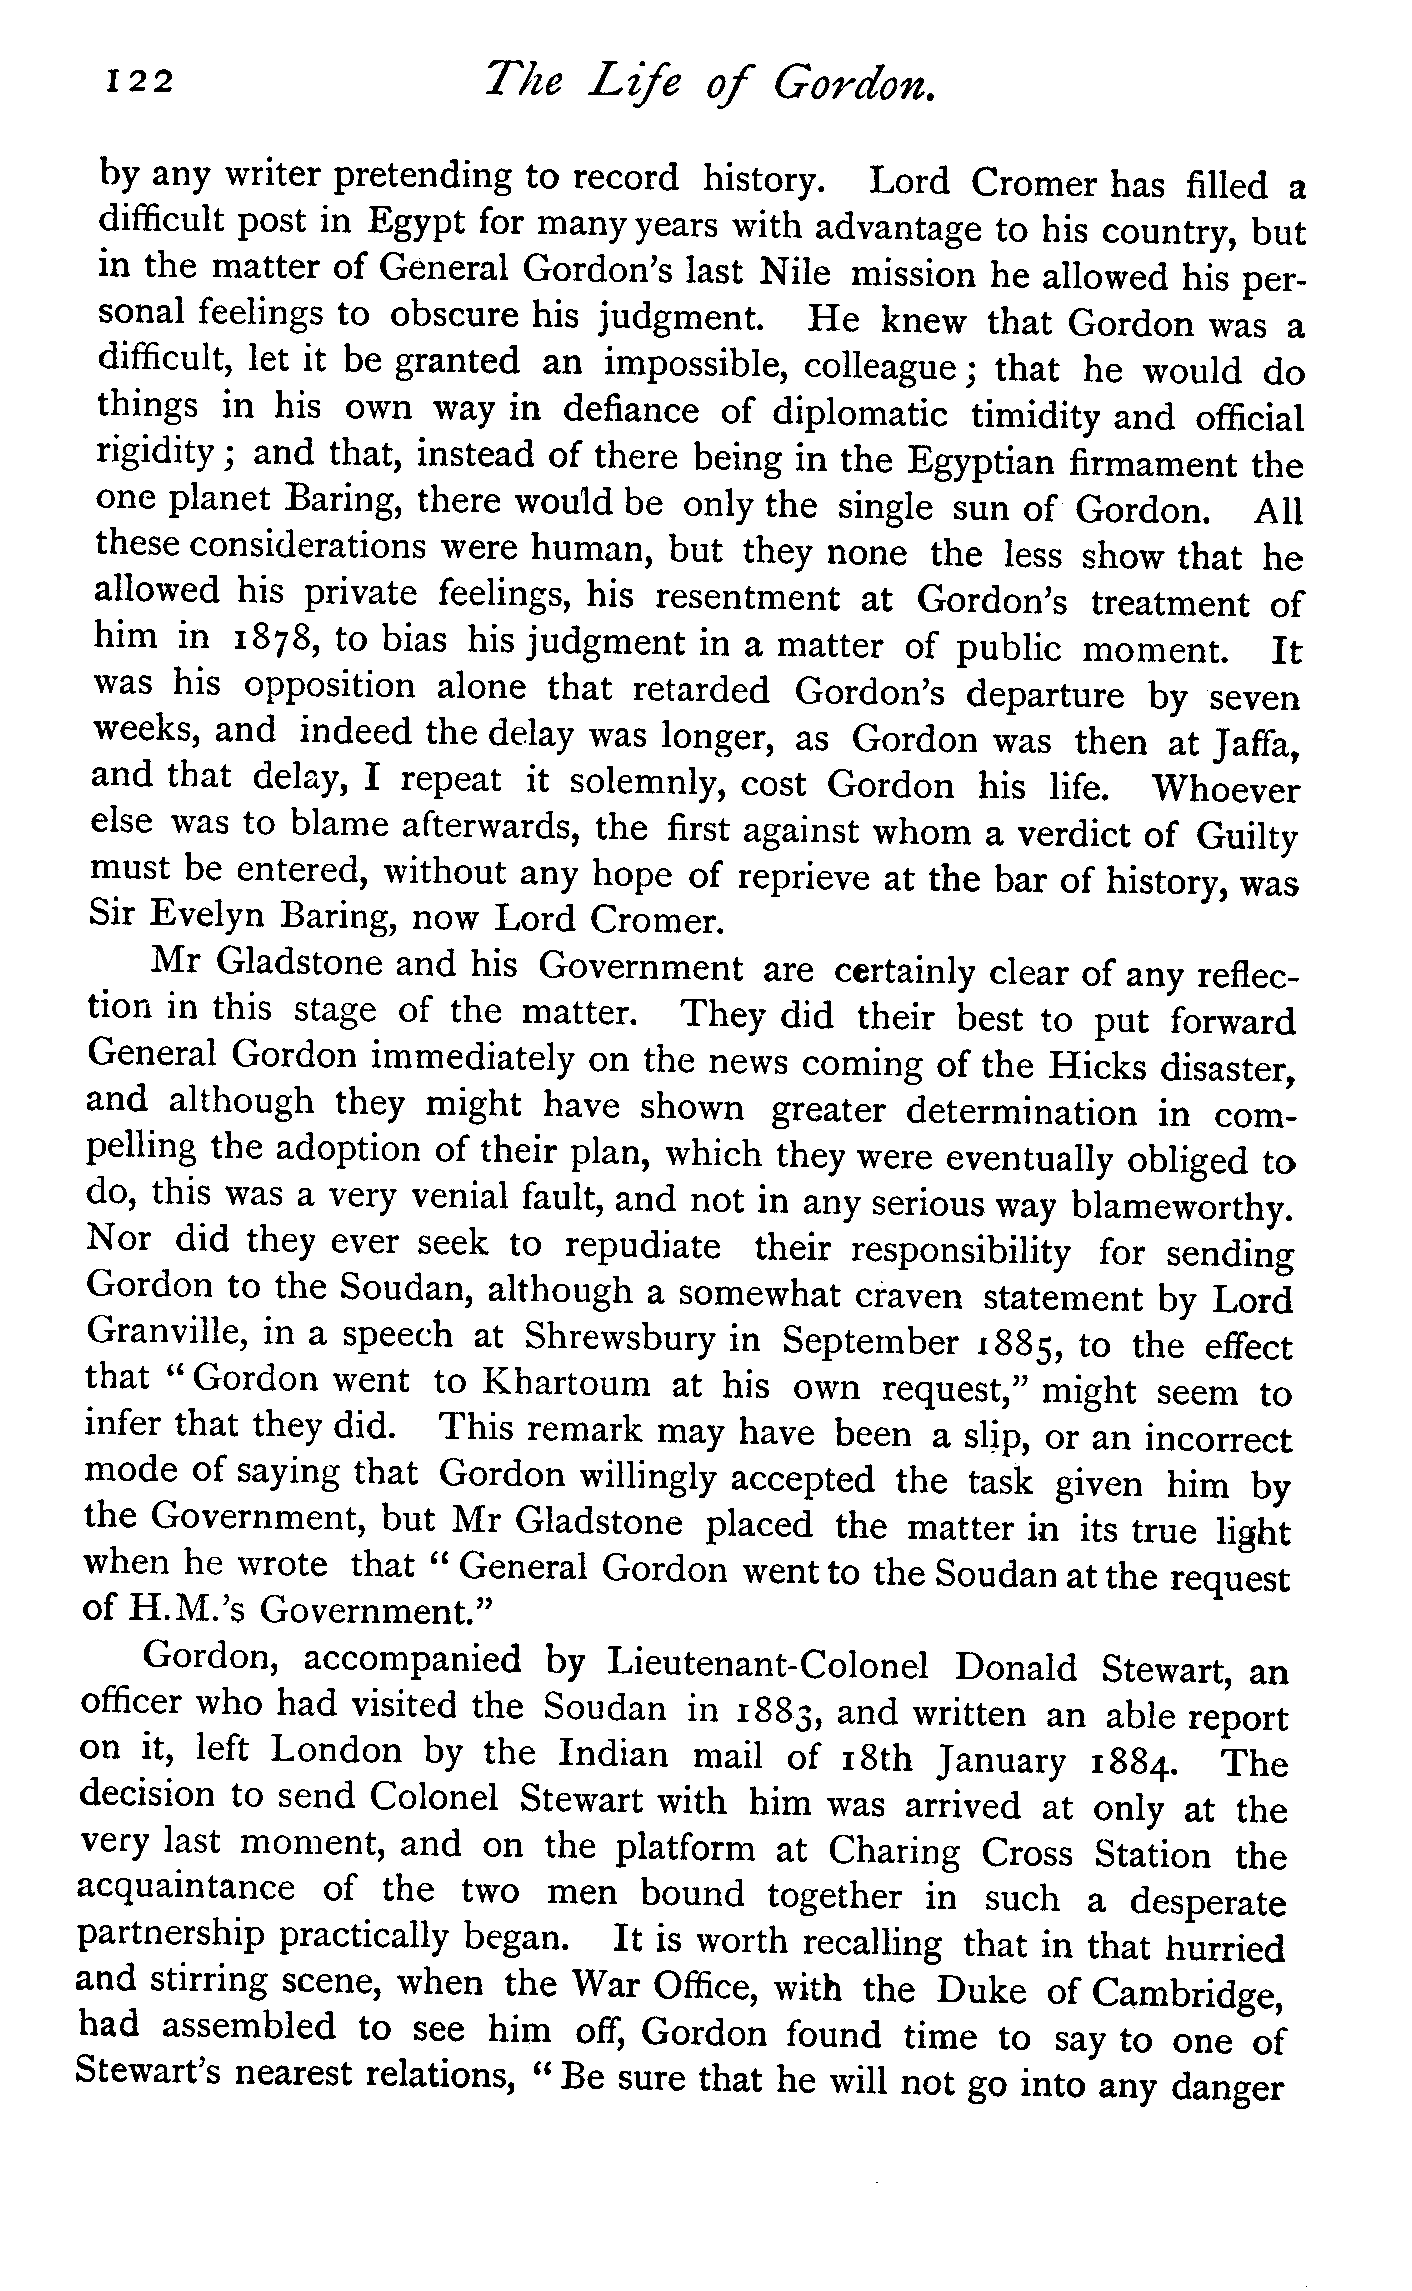 122 The Life of Gordon.
by any writer pretending to record history. Lord Cromer has filled a
difficult post in Egypt for many years with advantage to his country, but
in the matter of General Gordon's last Nile mission he allowed his per-
sonal feelings to obscure his judgment. He knew that Gordon was a
difficult, let it be granted an impossible, colleague; that he would do
things in his own way in defiance of diplomatic timidity and official
rigidity; and that, instead of there being in the Egyptian firmament the
one planet Baring, there would be only the single sun of Gordon. All
these considerations were human, but they none the less show that he
allowed his private feelings, his resentment at Gordon's treatment of
him in 1878, to bias his judgment in a matter of public moment. It
was his opposition alone that retarded Gordon's departure by seven
weeks, and indeed the delay was longer, as Gordon was then at Jaffa,
and that delay, I repeat it solemnly, cost Gordon his life. Whoever
else was to blame afterwards, the first against whom a verdict of Guilty
must be entered, without any hope of reprieve at the bar of history, was
Sir Evelyn Baring, now Lord Cromer.
Mr Gladstone and his Government are certainly clear of any reflec-
tion in this stage of the matter. They did their best to put forward
General Gordon immediately on the news coming of the Hicks disaster,
and although they might have shown greater determination in com-
pelling the adoption of their plan, which they were eventually obliged to
do, this was a very venial fault, and not in any serious way blameworthy.
Nor did they ever seek to repudiate their responsibility for sending
Gordon to the Soudan, although a somewhat craven statement by Lord
Granville, in a speech at Shrewsbury in September 1885, to the effect
that "Gordon went to Khartoum at his own request," might seem to
infer that they did. This remark may have been a slip, or an incorrect
mode of saying that Gordon willingly accepted the task given him by
the Government, but Mr Gladstone placed the matter in its true light
when he wrote that "General Gordon went to the Soudan at the request
of H.M.'s Government."
Gordon, accompanied by Lieutenant-Colonel Donald Stewart, an
officer who had visited the Soudan in 1883, and written an able report
on it, left London by the Indian mail of 18th January 1884. The
decision to send Colonel Stewart with him was arrived at only at the
very last moment, and on the platform at Charing Cross Station the
acquaintance of the two men bound together in such a desperate
partnership practically began. It is worth recalling that in that hurried
and stirring scene, when the War Office, with the Duke of Cambridge,
had assembled to see him off, Gordon found time to say to one of
Stewart's nearest relations, "Be sure that he will not go into any danger